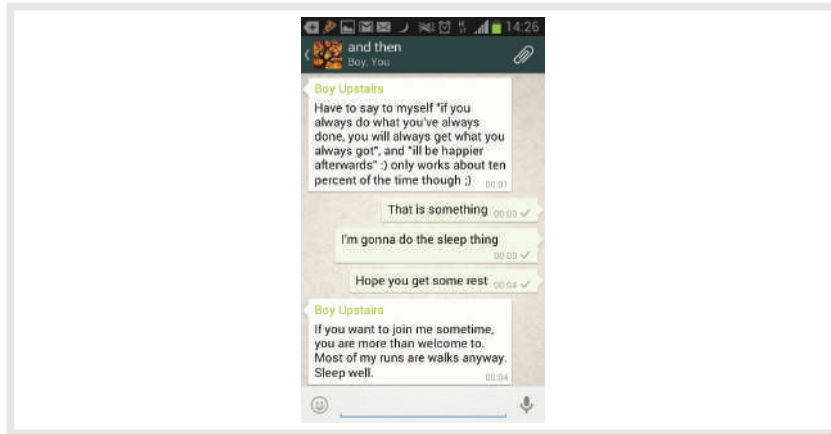 14:26
and then
Boy, You
Boy Upstairs
Have to say to myself "if you
always do what you've always
done, you will always get what you
always got", and "ill be happier
afterwards" :) only works about ten
percent of the time though ;) 00:01
That is something 00:03
I'm gonna do the sleep thing
00:03
Hope you get some rest 00:04
Boy Upstairs
If you want to join me sometime,
you are more than welcome to.
Most of my runs are walks anyway.
Sleep well.
00:04